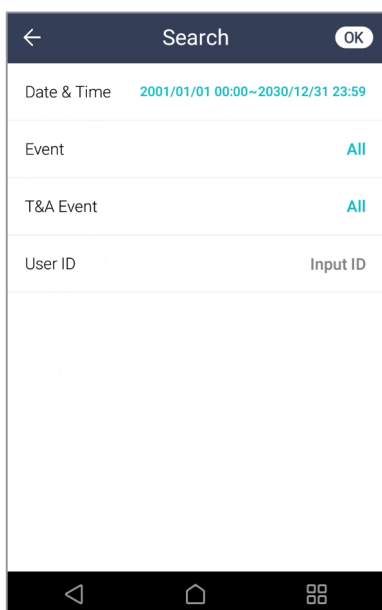 Search OK
Date & Time 2001/01/01 00:00~2030/12/31 23:59
Event All
T&A Event All
User ID Input ID